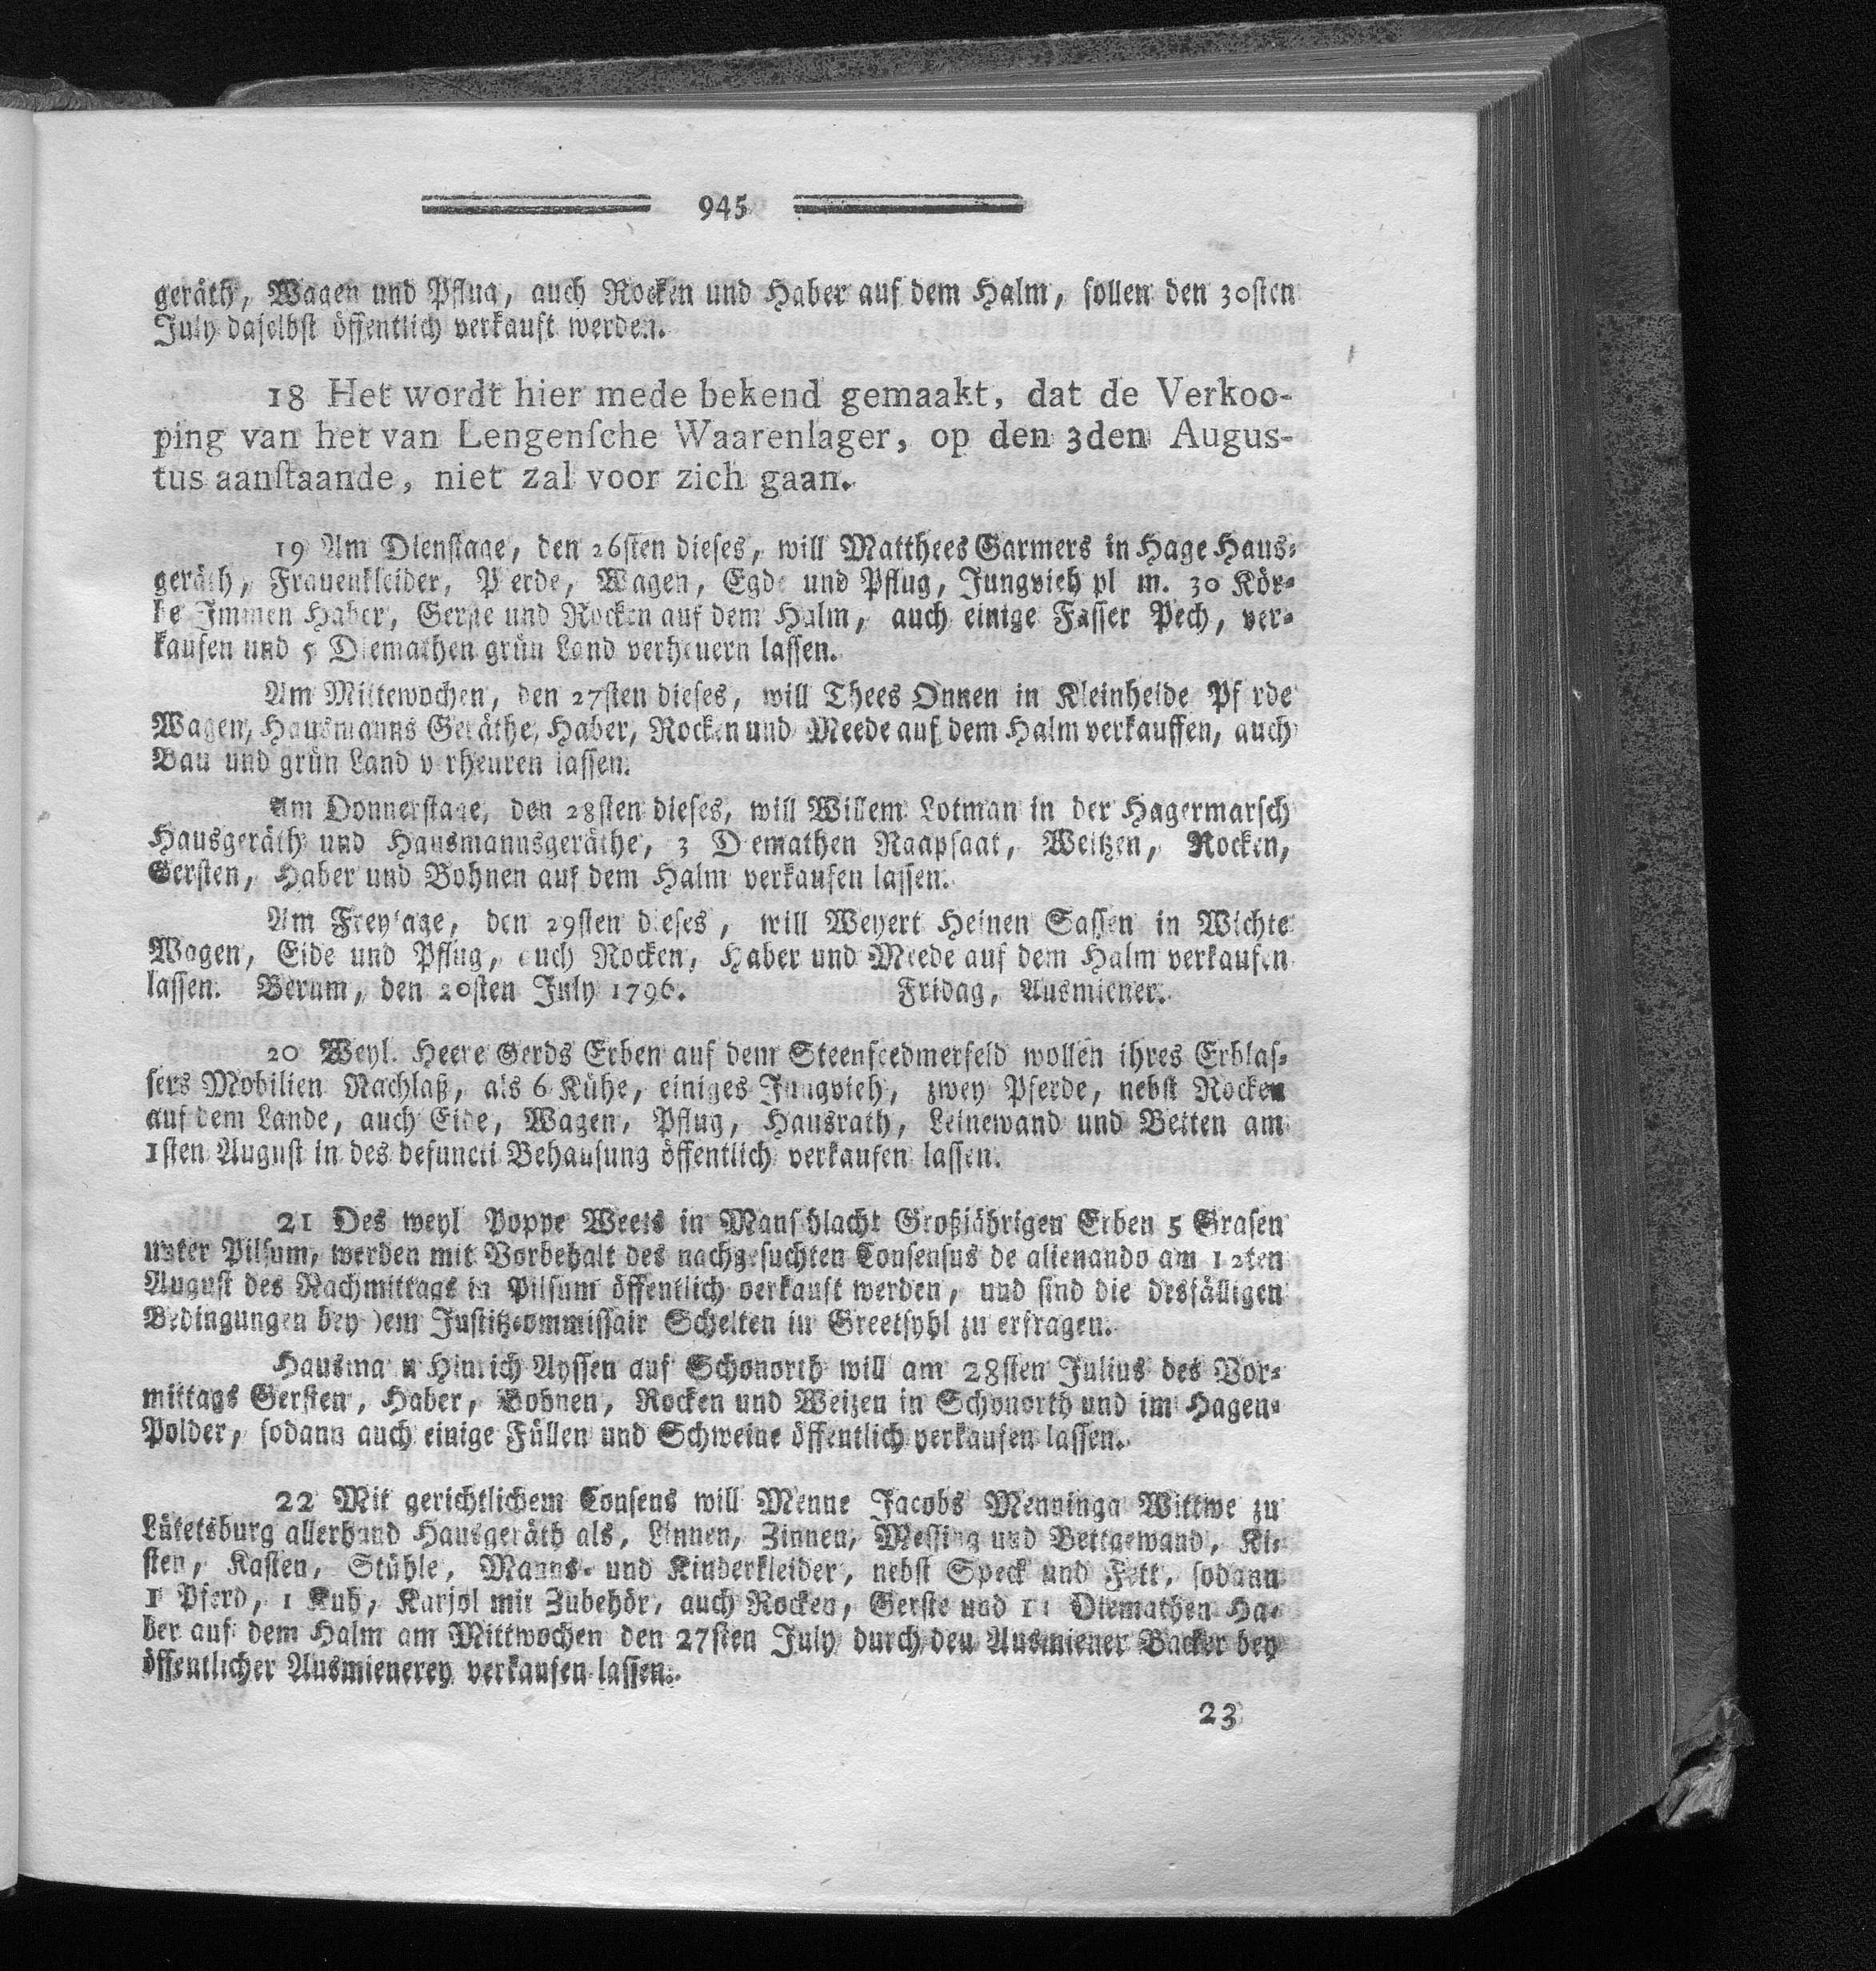 945
geräth, Wagen und Pflug, auch Rocken und Haber auf dem Halm, sollen den 30sten
July daselbst öffentlich verkauft werden.
18 Het wordt hier mede bekend gemaakt, dat de Verkoo-
ping van het van Lengensche Waarenlager, op den 3den Augus-
tus aanstaande, niet zal voor zich gaan.
19 Am Dienstage, den 26sten dieses, will Matthees Garmers in Hage Haus-
geräth, Frauenkleider, Pferde, Wagen, Egde und Pflug, Jungvieh pl m. 30 Kör-
be Immen Haber, Gerste und Rocken auf dem Halm, auch einige Fässer Pech, ver-
kaufen und 5 Diemathen grün Land verheuern lassen.
Am Mittewochen, den 27sten dieses, will Thees Onnen in Kleinheide Pferde
Wagen, Hausmanns Geräthe, Haber, Rocken und Meede auf dem Halm verkauffen, auch
Bau und grün Land verheuren lassen.
Am Donnerstage, den 28sten dieses, will Willem Lotman in der Hagermarsch
Hausgeräth und Hausmannsgeräthe, 3 Diemathen Raapsaat, Weitzen, Rocken,
Gersten, Haber und Bohnen auf dem Halm verkaufen lassen.
Am Freytage, den 29sten dieses, will Weyert Heinen Sassen in Wichte
Wagen, Eide und Pflug, auch Rocken, Haber und Meede auf dem Halm verkaufen
lassen. Berum, den 20sten July 1796. Fridag, Ausmiener.
20 Weyl. Heere Gerds Erben auf dem Steenfeedmerfeld wollen ihres Erblas-
sers Mobilien Nachlaß, als 6 Kühe, einiges Jungvieh, zwey Pferde, nebst Rocken
auf dem Lande, auch Eide, Wagen, Pflug, Hausrath, Leinewand und Betten am
1sten August in des defuncti Behausung öffentlich verkaufen lassen.
21 Des weyl Poppe Weets in Manschlacht Großjährigen Erben 5 Grasen
unter Pilsum, werden mit Vorbehalt des nachgesuchten Consensus de alienando am 12ten
August des Nachmittags in Pilsum öffentlich verkauft werden, und sind die desfälligen
Bedingungen bey dem Justitzcommissair Schelten in Greetsyhl zu erfragen.
Hausmann Hinrich Ayssen auf Schonorth will am 28sten Julius des Vor-
mittags Gersten, Haber, Bohnen, Rocken und Weizen in Schonorth und im Hagen-
Polder, sodann auch einige Füllen und Schweine öffentlich verkaufen lassen.
22 Mit gerichtlichem Consens will Menne Jacobs Menninga Wittwe zu
Lütetsburg allerhand Hausgeräth als, Linnen, Zinnen, Messing und Bettgewand, Ki-
sten, Kasten, Stühle, Manns- und Kinderkleider, nebst Speck und Fett, sodann
1 Pferd, 1 Kuh, Karjol mit Zubehör, auch Rocken, Gerste und 11 Diemathen Ha-
ber auf dem Halm am Mittwochen den 27sten July durch den Ausmiener Backer bey
öffentlicher Ausmienerey verkaufen lassen.
23